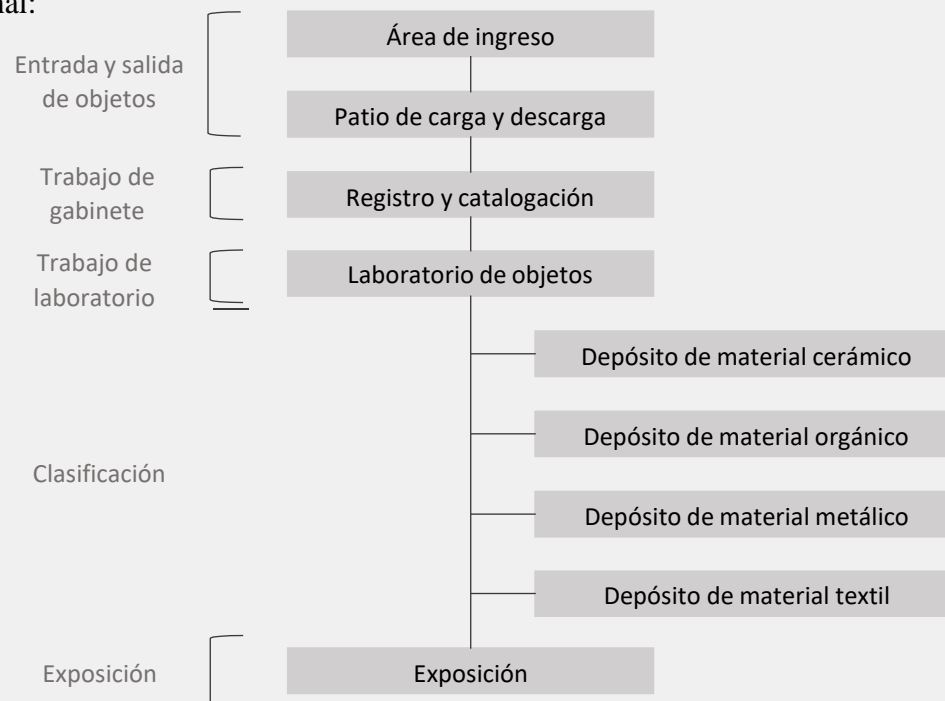 nal:
Área de ingreso
Entrada y salida
de objetos
Patio de carga y descarga
Trabajo de
gabinete
Registro y catalogación
Trabajo de
laboratorio
Laboratorio de objetos
Depósito de material cerámico
Depósito de material orgánico
Clasificación
Depósito de material metálico
Depósito de material textil
Exposición
Exposición